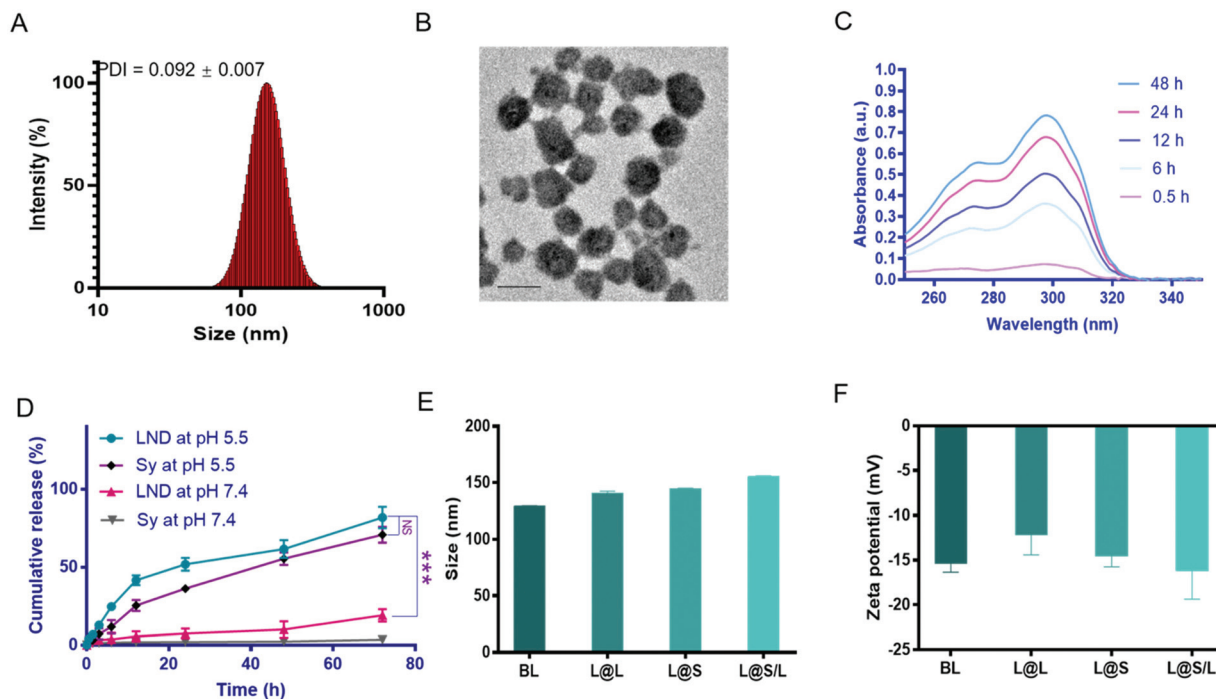 A
PDI = 0.092 ± 0.007
100
50
0
Intensity (%)
10
100
1000
Size (nm)
B
C
1.0
0.9
0.8
0.7
0.6
0.5
0.4
0.3
0.2
0.1
0.0
Absorbance (a.u.)
48 h
24 h
12 h
6 h
0.5 h
260
280
300
320
340
Wavelength (nm)
D
LND at pH 5.5
Sy at pH 5.5
LND at pH 7.4
Sy at pH 7.4
100
50
0
Cumulative release (%)
NS
***
0
20
40
60
80
Time (h)
E
200
150
100
50
0
Size (nm)
BL
L@L
L@S
L@S/L
F
0
-5
-10
-15
-20
-25
Zeta potential (mV)
BL
L@L
L@S
L@S/L